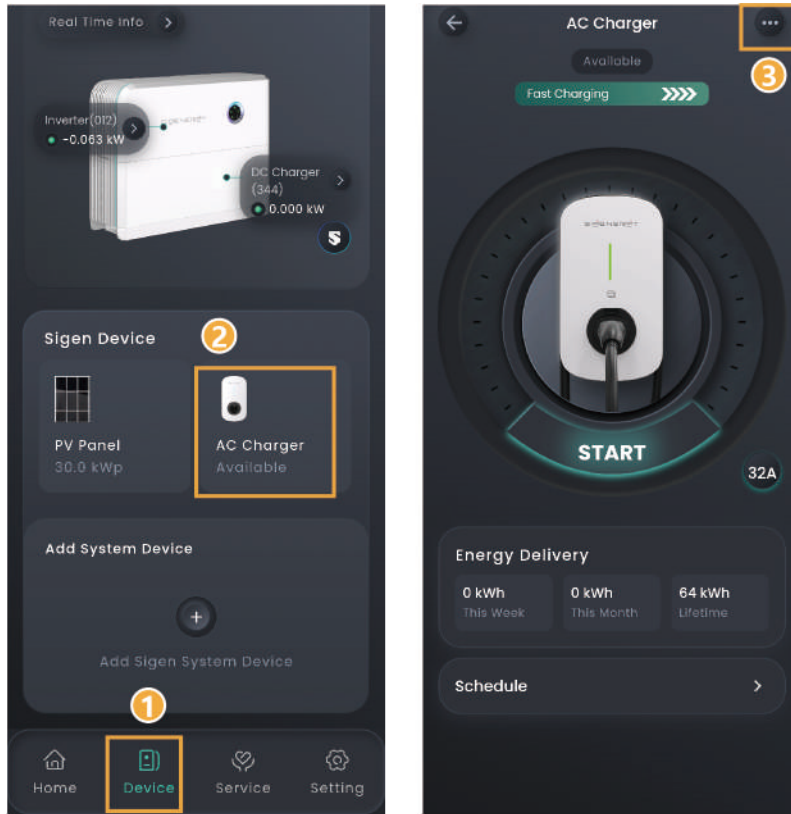 Real Time Info >
Inverter(012)
-0.063 kW
DC Charger
(344)
0.000 kW
Sigen Device
2
PV Panel
30.0 kWp
AC Charger
Available
Add System Device
+
Add Sigen System Device
1
Home
Device
Service
Setting
AC Charger
3
Available
Fast Charging
START
32A
Energy Delivery
0 kWh
This Week
0 kWh
This Month
64 kWh
Lifetime
Schedule >